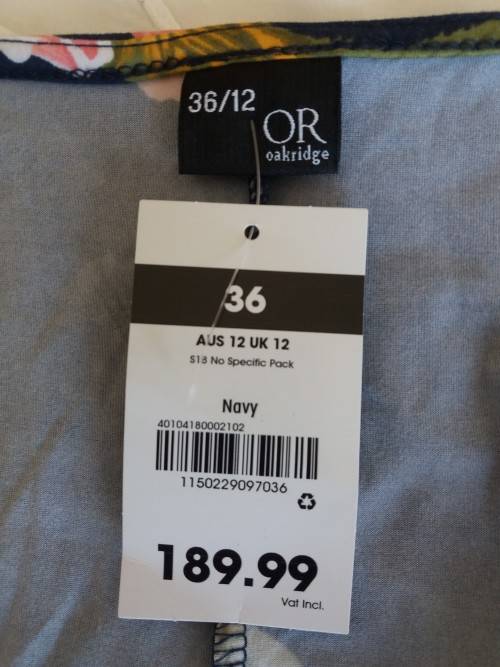 36/12
OR
oakridge
36
AUS 12 UK 12
S18 No Specific Pack
Navy
40104180002102
1150229097036
189.99
Vat Incl.